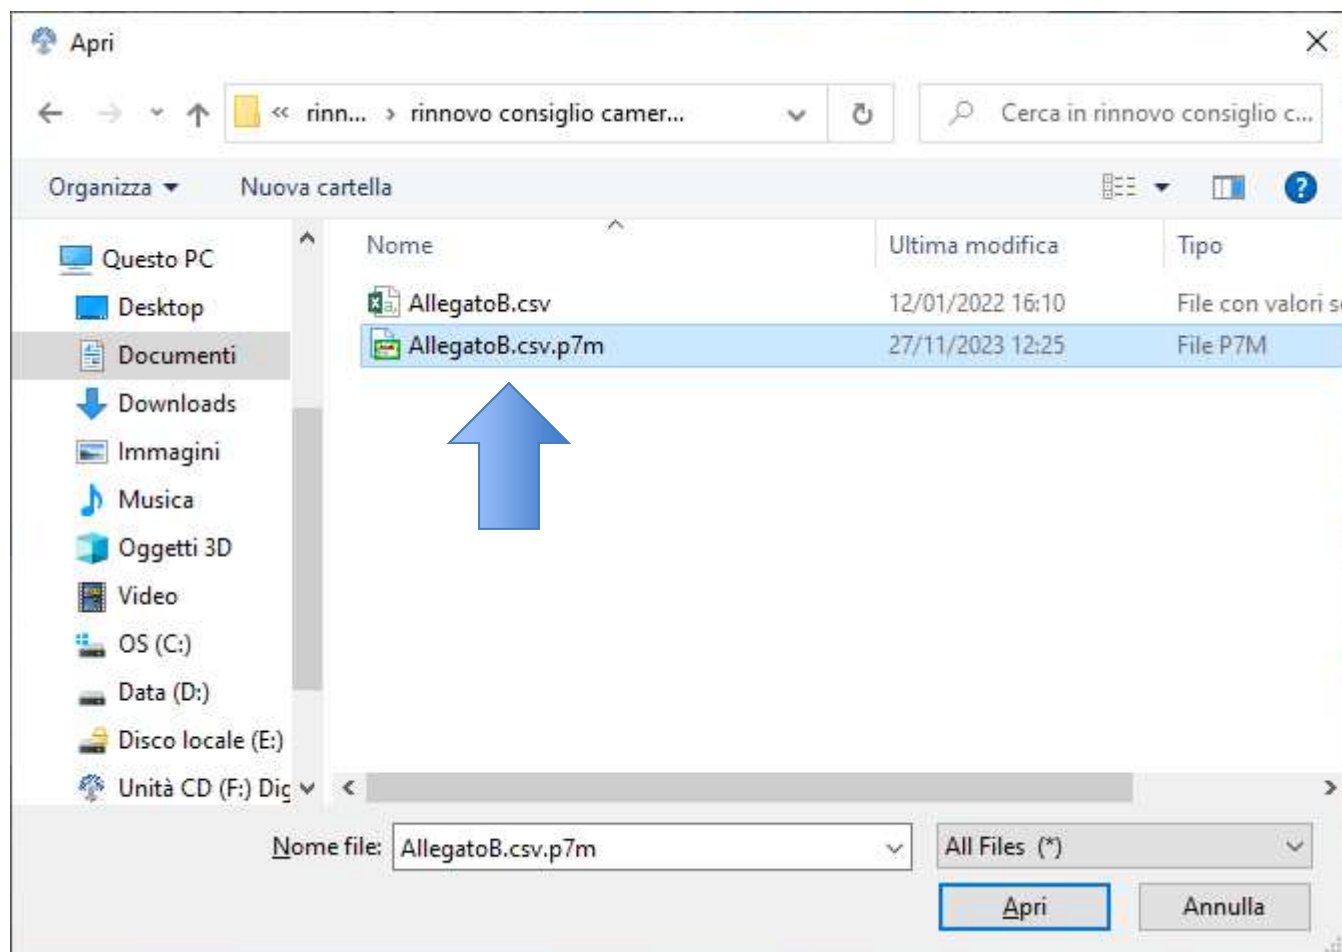 Apri
« rinn... › rinnovo consiglio camer...
Cerca in rinnovo consiglio c...
Organizza
Nuova cartella
Nome Ultima modifica Tipo
AllegatoB.csv 12/01/2022 16:10 File con valori s
AllegatoB.csv.p7m 27/11/2023 12:25 File P7M
Questo PC
Desktop
Documenti
Downloads
Immagini
Musica
Oggetti 3D
Video
OS (C:)
Data (D:)
Disco locale (E:)
Unità CD (F:) Dig
Nome file: AllegatoB.csv.p7m All Files (*)
Apri Annulla